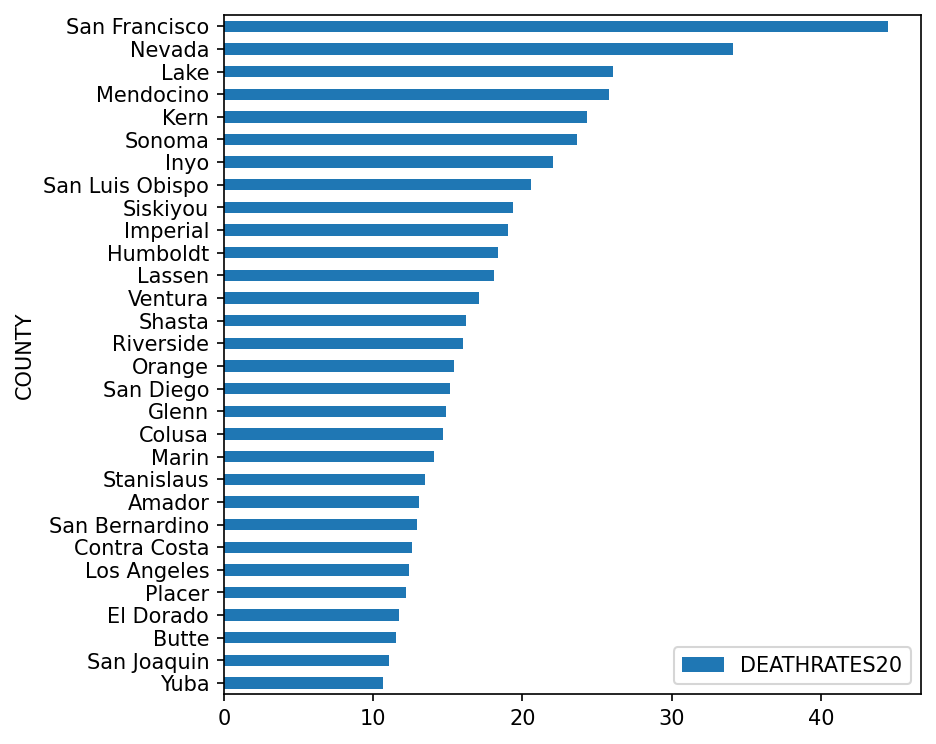 San Francisco
Nevada
Lake
Mendocino
Kern
Sonoma
Inyo
San Luis Obispo
Siskiyou
Imperial
Humboldt
Lassen
Ventura
Shasta
Riverside
Orange
San Diego
Glenn
Colusa
Marin
Stanislaus
Amador
San Bernardino
Contra Costa
Los Angeles
Placer
El Dorado
Butte
San Joaquin
Yuba
COUNTY
DEATHRATES20
0 10 20 30 40